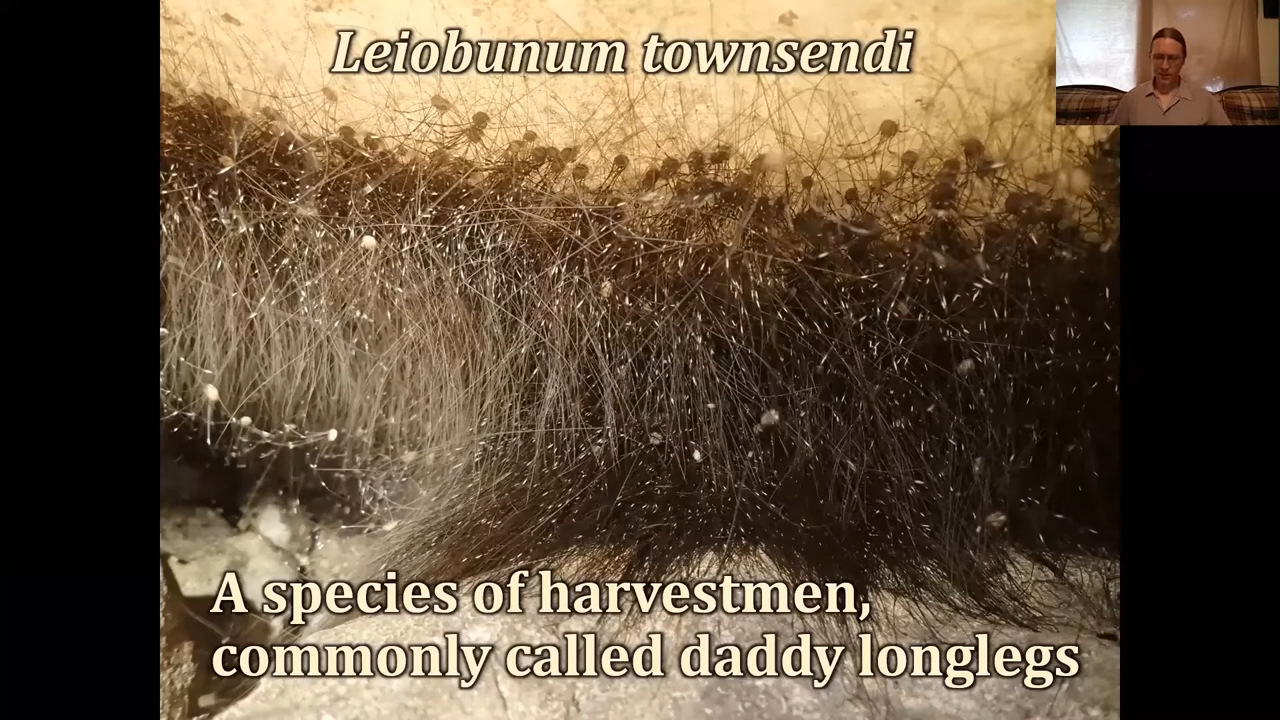 Leiobunum townsendi
A species of harvestmen,
commonly called daddy longlegs